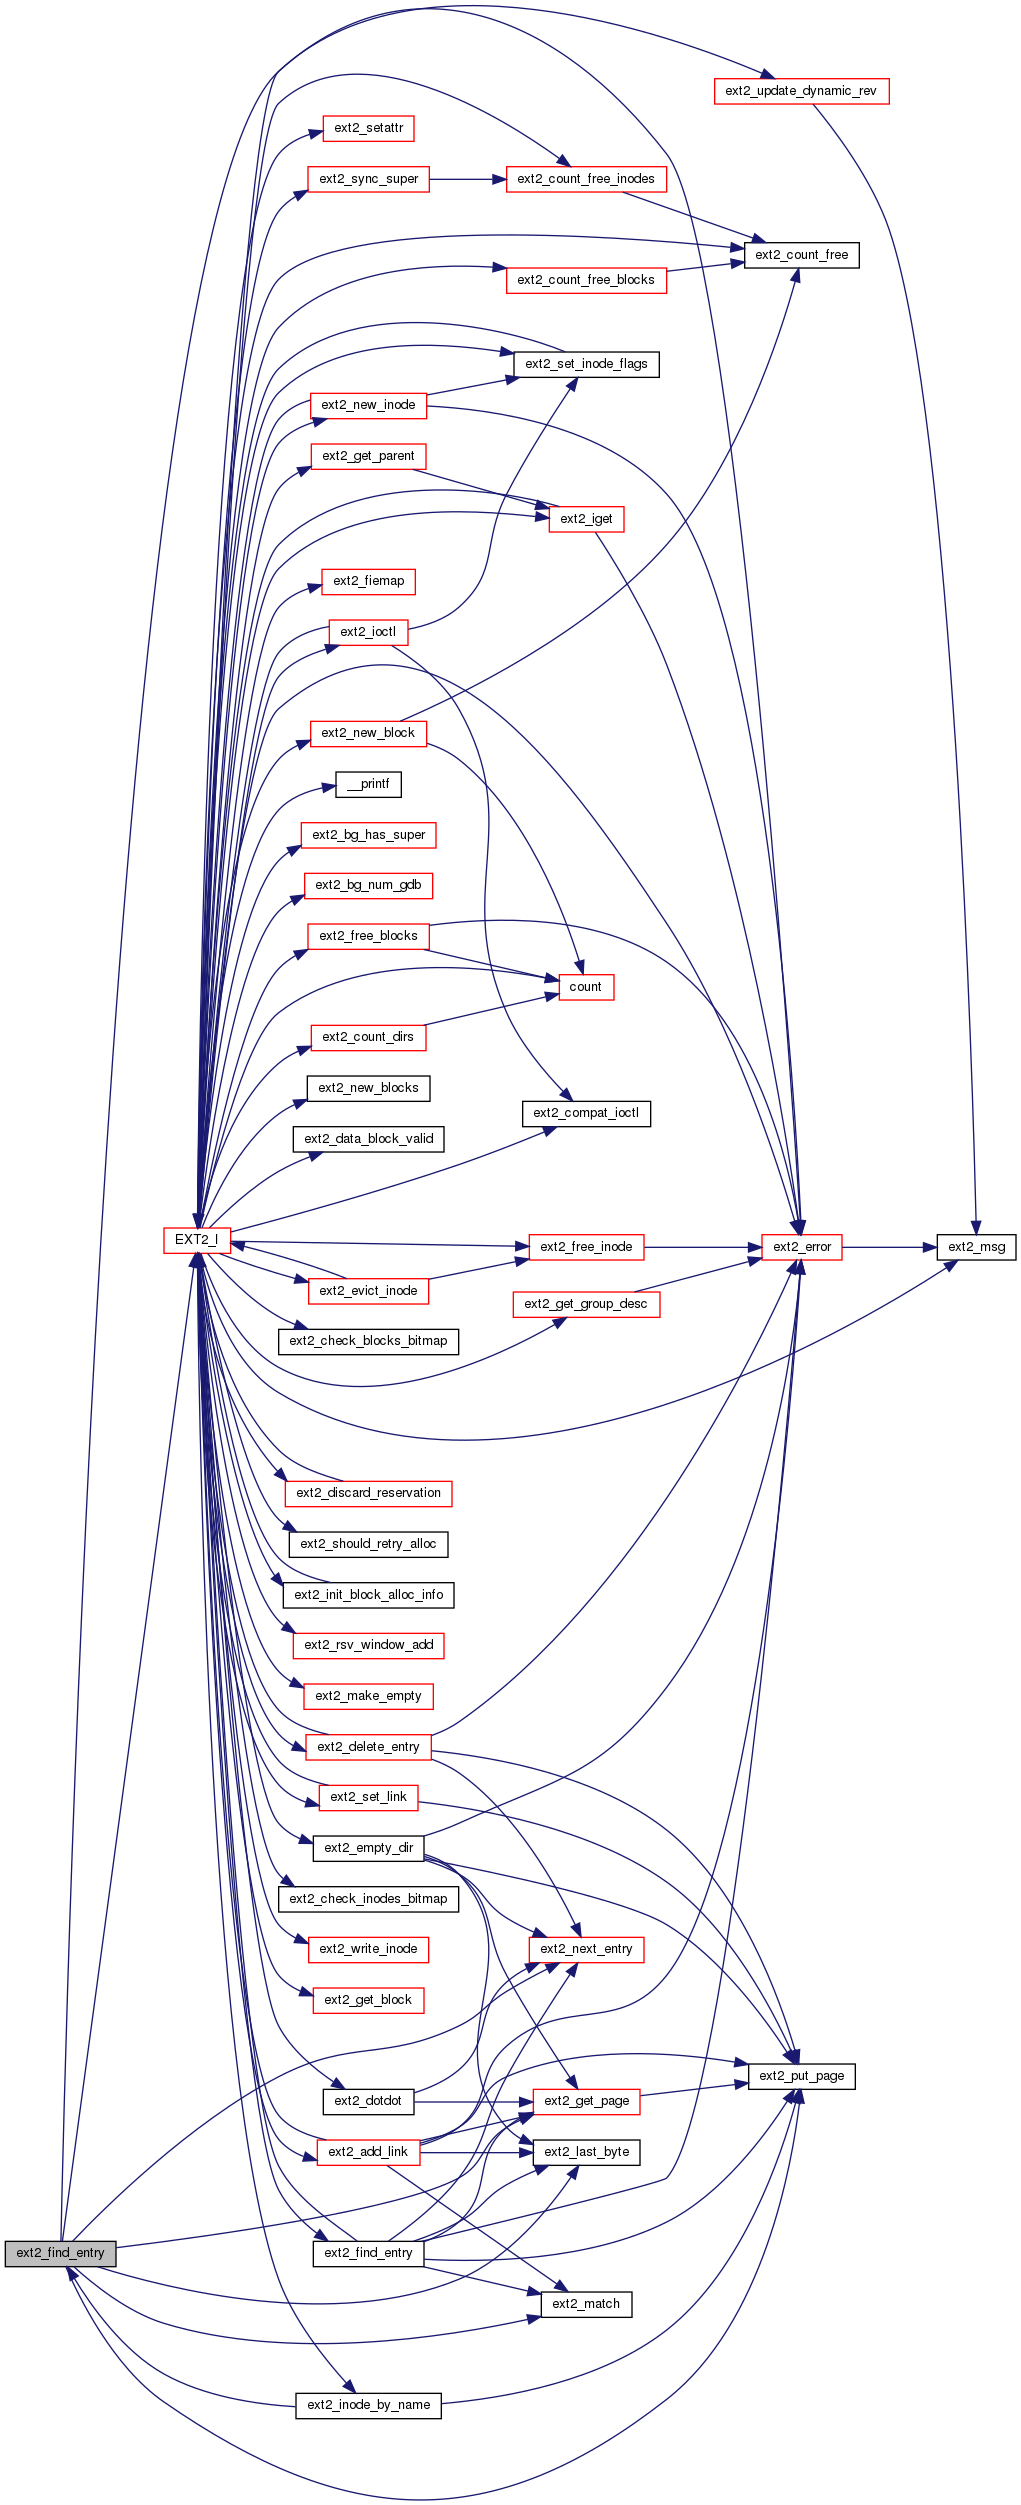 ext2_update_dynamic_rev
ext2_setattr
ext2_sync_super
ext2_count_free_inodes
ext2_count_free
ext2_count_free_blocks
ext2_set_inode_flags
ext2_new_inode
ext2_get_parent
ext2_iget
ext2_fiemap
ext2_ioctl
ext2_new_block
__printf
ext2_bg_has_super
ext2_bg_num_gdb
ext2_free_blocks
count
ext2_count_dirs
ext2_new_blocks
ext2_compat_ioctl
ext2_data_block_valid
EXT2_I
ext2_free_inode
ext2_error
ext2_msg
ext2_evict_inode
ext2_get_group_desc
ext2_check_blocks_bitmap
ext2_discard_reservation
ext2_should_retry_alloc
ext2_init_block_alloc_info
ext2_rsv_window_add
ext2_make_empty
ext2_delete_entry
ext2_set_link
ext2_empty_dir
ext2_check_inodes_bitmap
ext2_write_inode
ext2_next_entry
ext2_get_block
ext2_put_page
ext2_dotdot
ext2_get_page
ext2_add_link
ext2_last_byte
ext2_find_entry
ext2_find_entry
ext2_match
ext2_inode_by_name